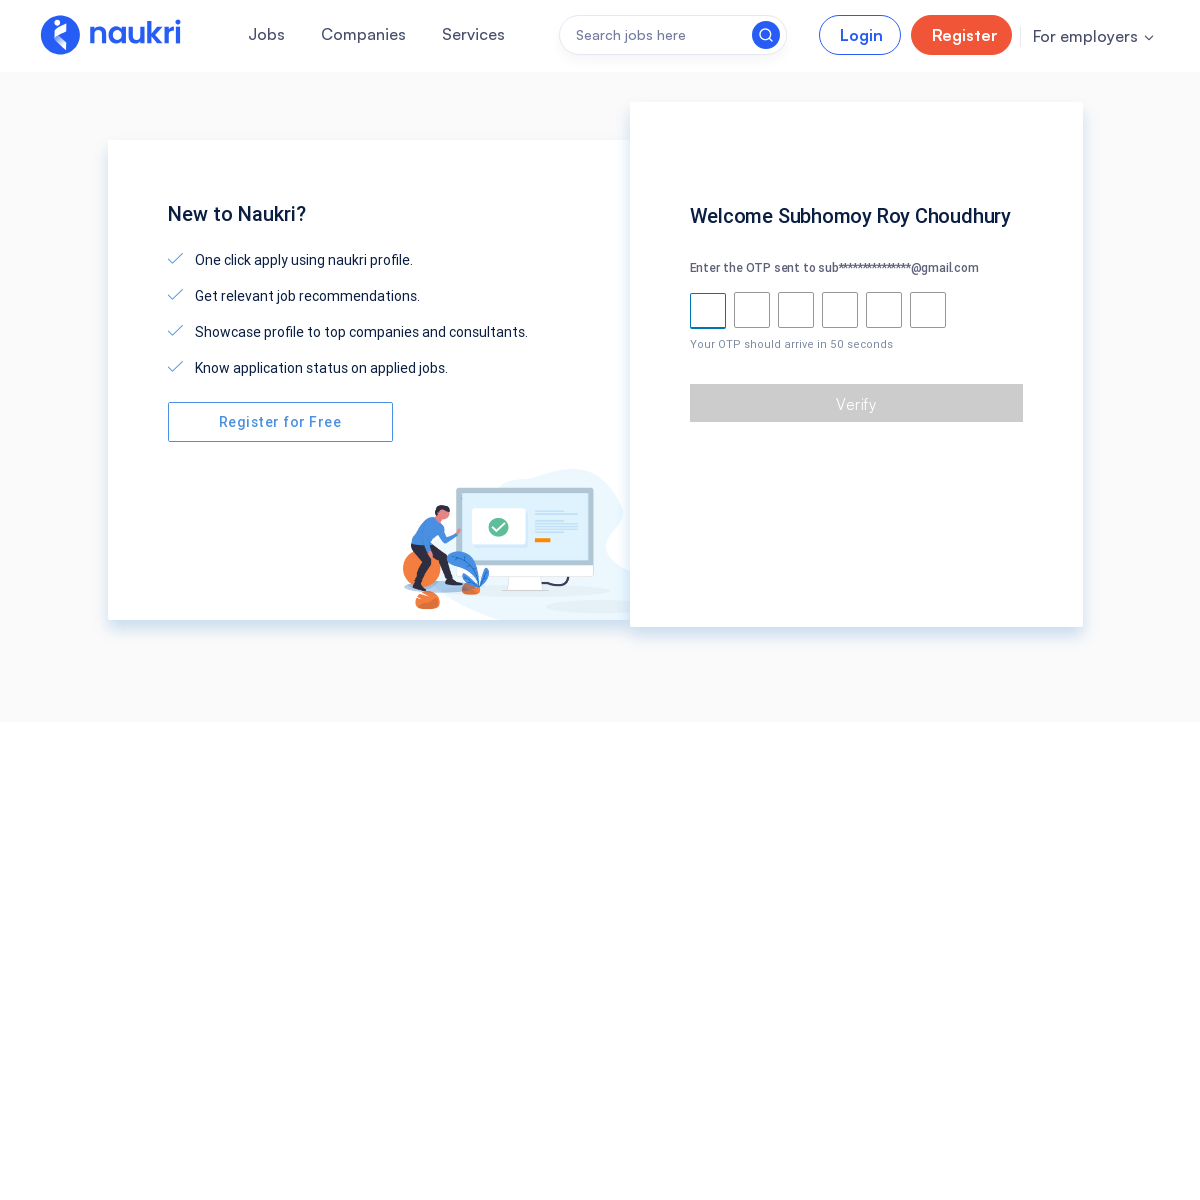 naukri
Jobs
Companies
Services
Search jobs here
Login
Register
For employers
New to Naukri?
One click apply using naukri profile.
Get relevant job recommendations.
Showcase profile to top companies and consultants.
Know application status on applied jobs.
Register for Free
Welcome Subhomoy Roy Choudhury
Enter the OTP sent to sub***************@gmail.com
Your OTP should arrive in 50 seconds
Verify